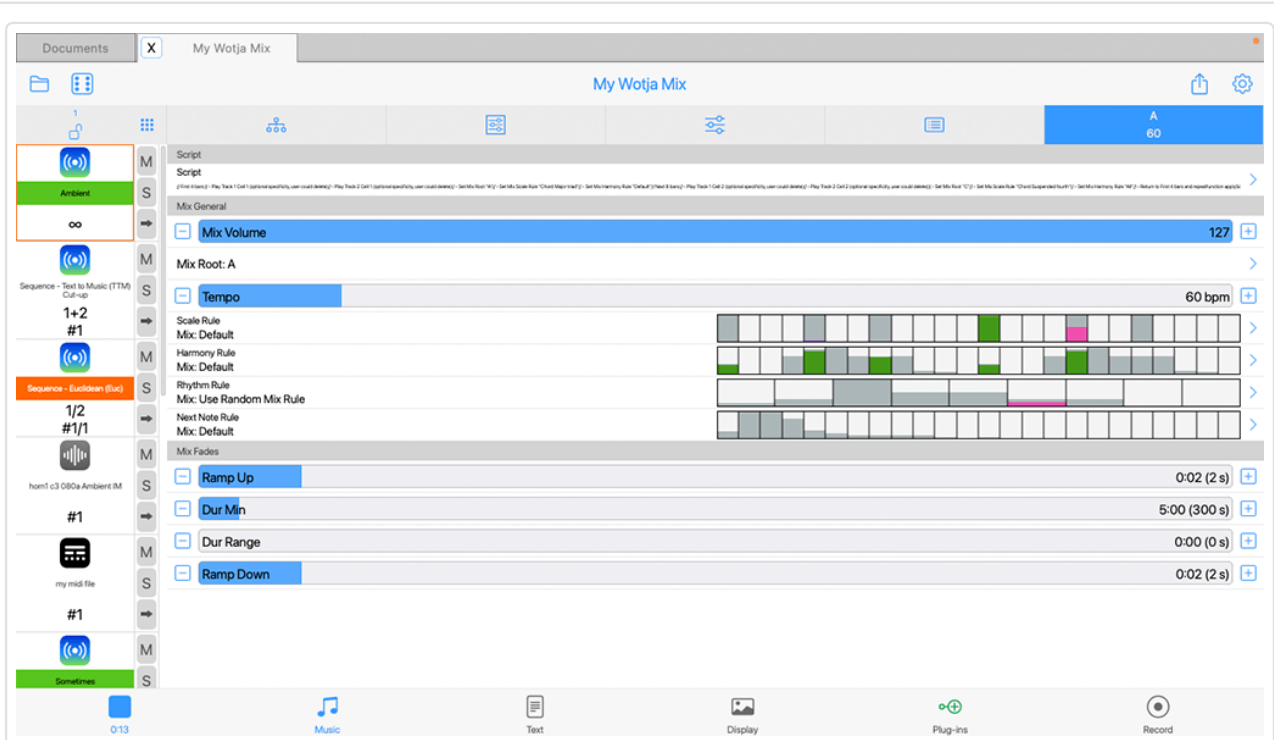 Documents
X
My Wotja Mix
My Wotja Mix
1
A
60
Ambient
∞
M
S
Sequence - Text to Music (TTM)
Cut-up
1+2
#1
M
S
Sequence - Euclidean (Euc)
1/2
#1/1
M
S
horn1 c3 080a Ambient IM
#1
M
S
my midi file
#1
M
S
Sometimes
M
S
Script
Script
Mix General
Mix Volume 127
Mix Root: A
Tempo 60 bpm
Scale Rule
Mix: Default
Harmony Rule
Mix: Default
Rhythm Rule
Mix: Use Random Mix Rule
Next Note Rule
Mix: Default
Mix Fades
Ramp Up 0:02 (2 s)
Dur Min 5:00 (300 s)
Dur Range 0:00 (0 s)
Ramp Down 0:02 (2 s)
0:13
Music
Text
Display
Plug-ins
Record